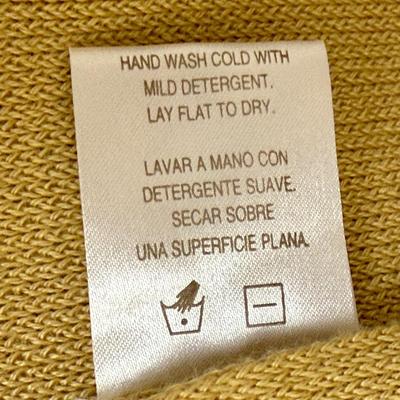 HAND WASH COLD WITH
MILD DETERGENT.
LAY FLAT TO DRY.
LAVAR A MANO CON
DETERGENTE SUAVE.
SECAR SOBRE
UNA SUPERFICIE PLANA.